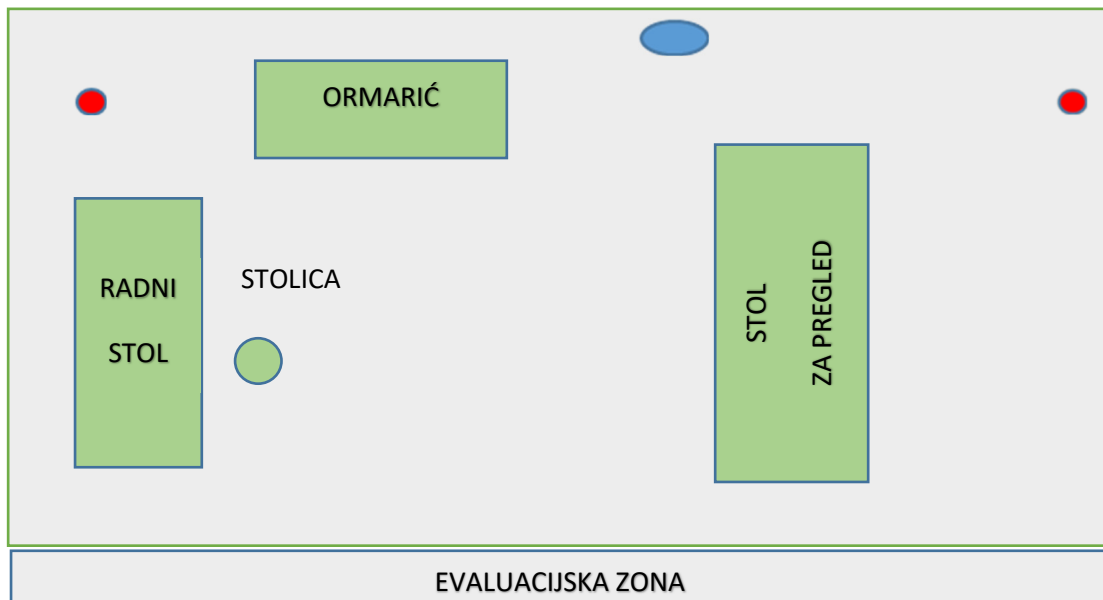 ORMARIĆ
RADNI
STOL
STOLICA
STOL
ZA PREGLED
EVALUACIJSKA ZONA